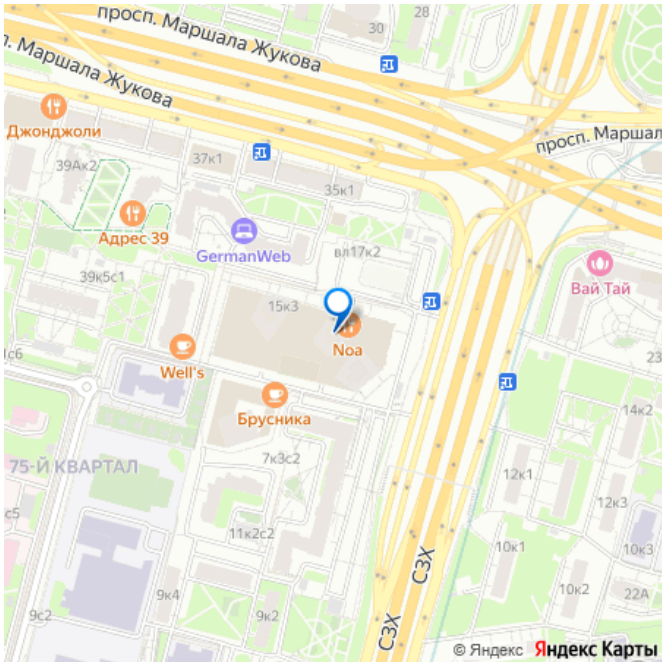 просп. Маршала Жукова
30
28
п. Маршала Жукова
Джонджоли
просп. Маршал
39Ак2
37к1
35к1
Адрес 39
GermanWeb
вл17к2
Вай Тай
39к5с1
15к3
Noa
1с6
Well's
Брусника
14к2
75-Й КВАРТАЛ
7к3с2
12к1
12к3
с5
11к2с2
10к1
10к3
СЗХ
9к4
10к2
22А
9с2
9к2
СЗХ
© Яндекс Яндекс Карты